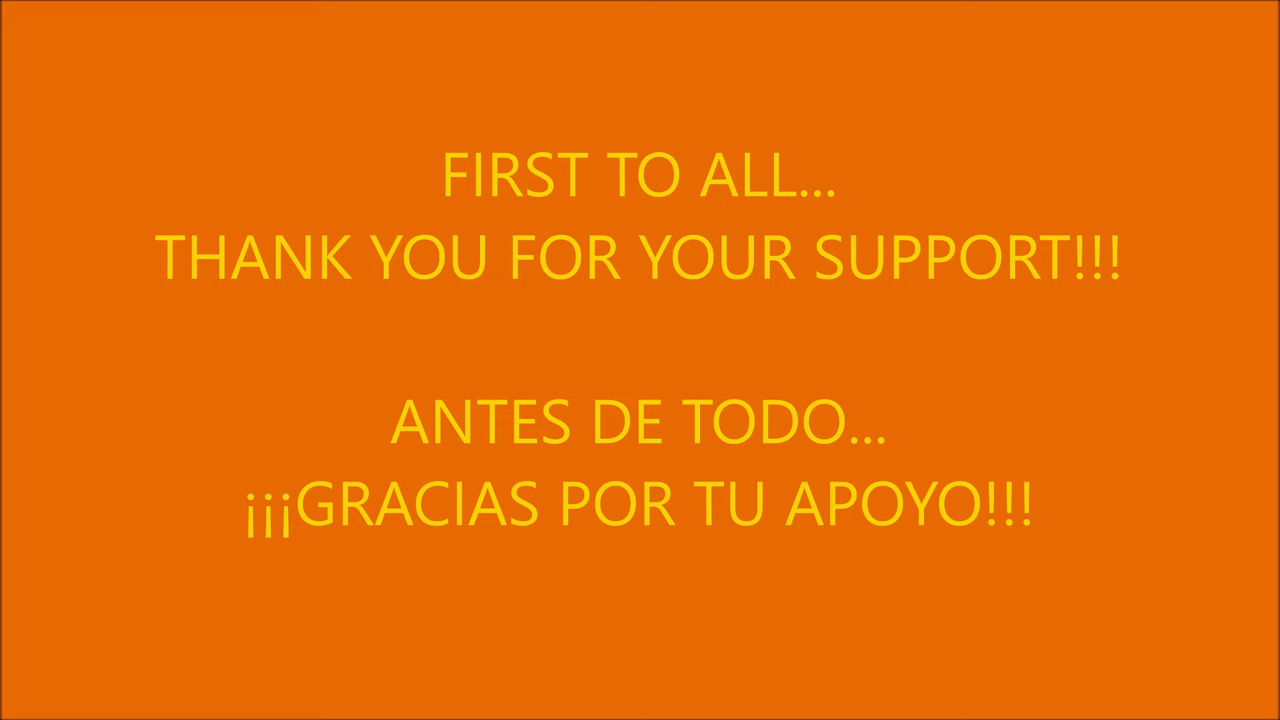 FIRST TO ALL...
THANK YOU FOR YOUR SUPPORT!!!
ANTES DE TODO...
¡¡¡GRACIAS POR TU APOYO!!!